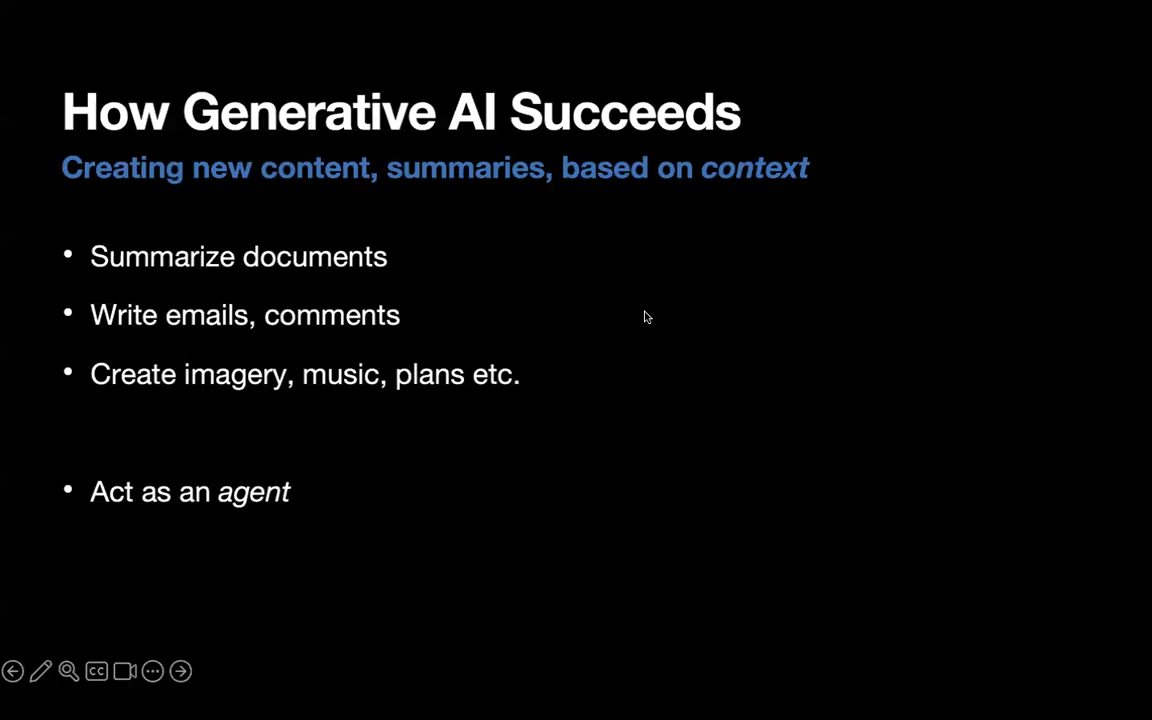 How Generative AI Succeeds
Creating new content, summaries, based on context
• Summarize documents
• Write emails, comments
• Create imagery, music, plans etc.
• Act as an agent
CC